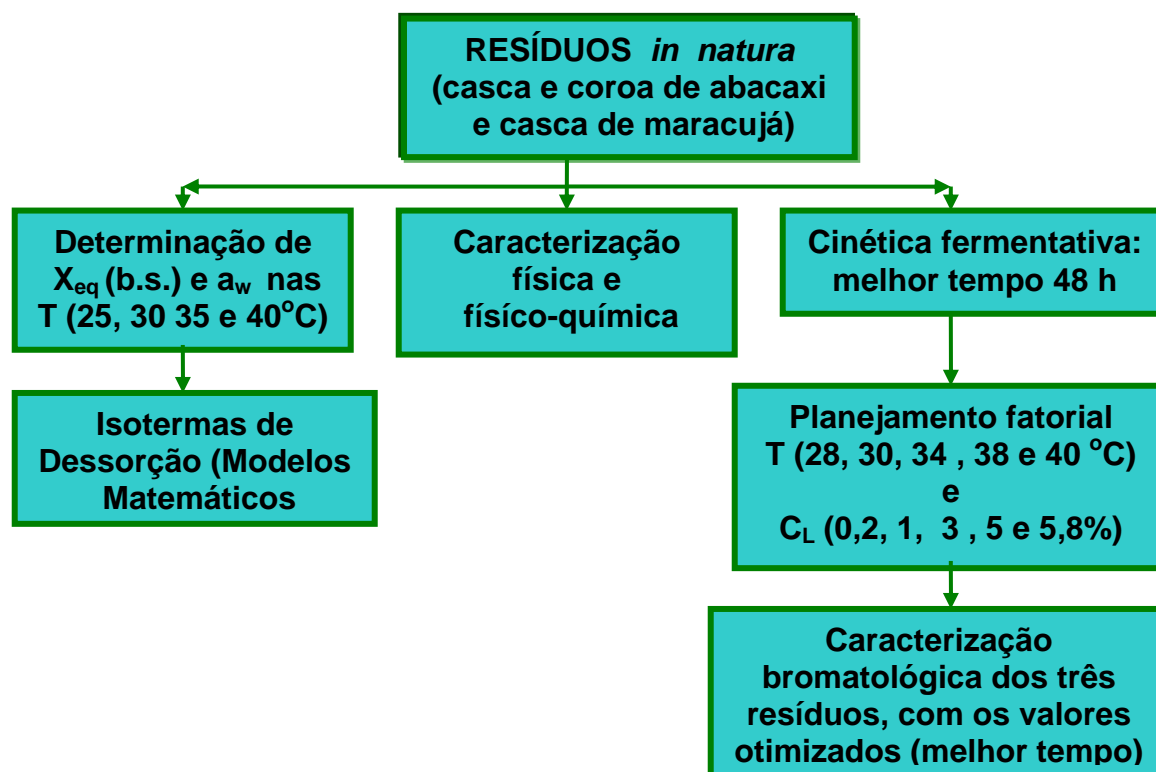 RESÍDUOS in natura
(casca e coroa de abacaxi
e casca de maracujá)
Determinação de
Xeq (b.s.) e aw nas
T (25, 30 35 e 40°C)
Caracterização
física e
físíco-química
Cinética fermentativa:
melhor tempo 48 h
Isotermas de
Dessorção (Modelos
Matemáticos
Planejamento fatorial
T (28, 30, 34 , 38 e 40 °C)
e
CL (0,2, 1, 3 , 5 e 5,8%)
Caracterização
bromatológica dos três
resíduos, com os valores
otimizados (melhor tempo)